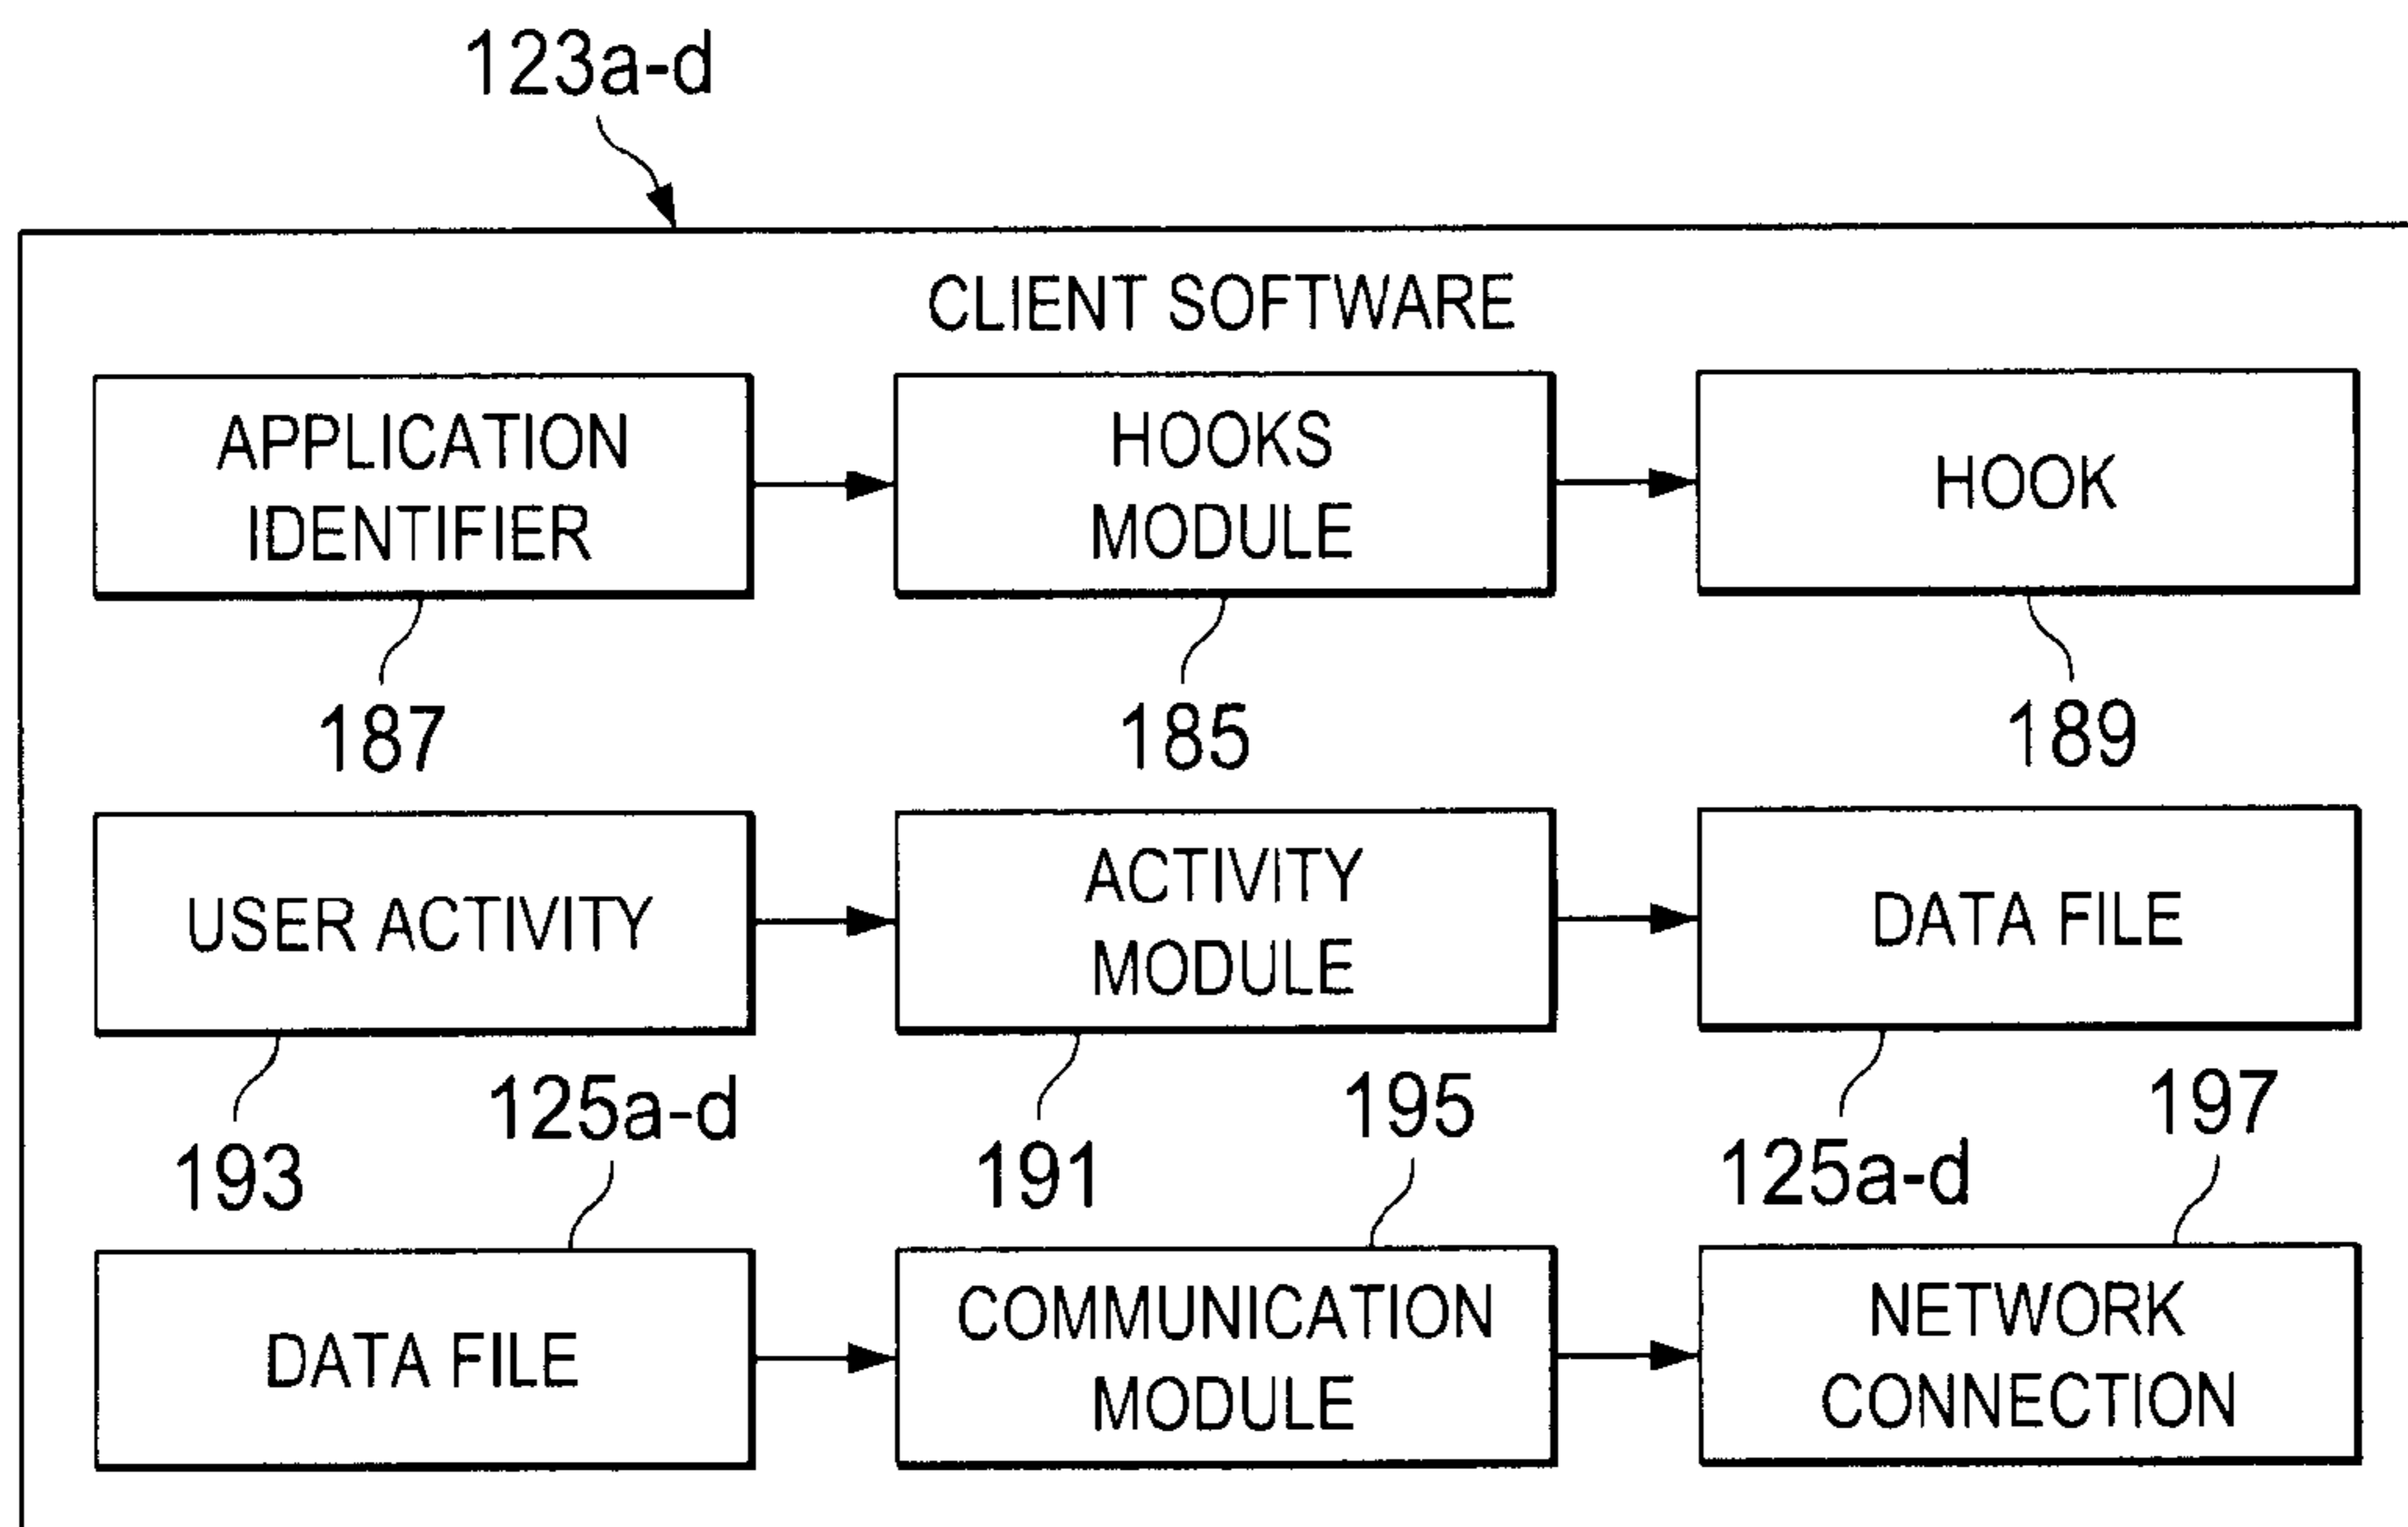 123a-d
CLIENT SOFTWARE
APPLICATION
IDENTIFIER
HOOKS
MODULE
HOOK
187
185
189
USER ACTIVITY
ACTIVITY
MODULE
DATA FILE
193
125a-d
191
195
125a-d
197
DATA FILE
COMMUNICATION
MODULE
NETWORK
CONNECTION